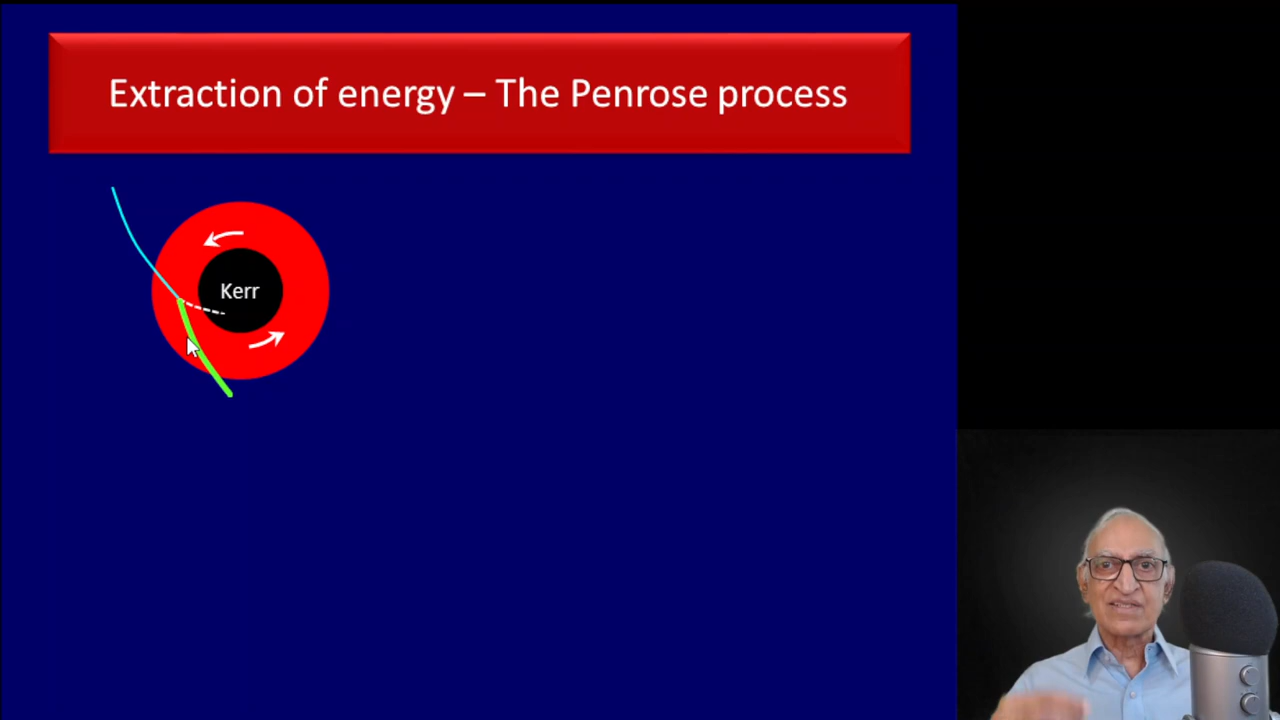 Extraction of energy – The Penrose process
Kerr